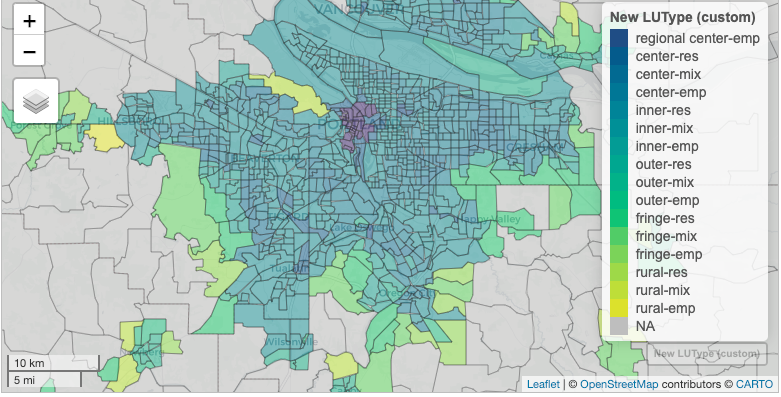 VANCOUVER
+
New LUType (custom)
−
regional center-emp
center-res
center-mix
center-emp
inner-res
inner-mix
inner-emp
outer-res
outer-mix
outer-emp
fringe-res
fringe-mix
fringe-emp
rural-res
rural-mix
rural-emp
NA
Happy Valley
Wilsonville
New LUType (custom)
10 km
5 mi
Leaflet | © OpenStreetMap contributors © CARTO